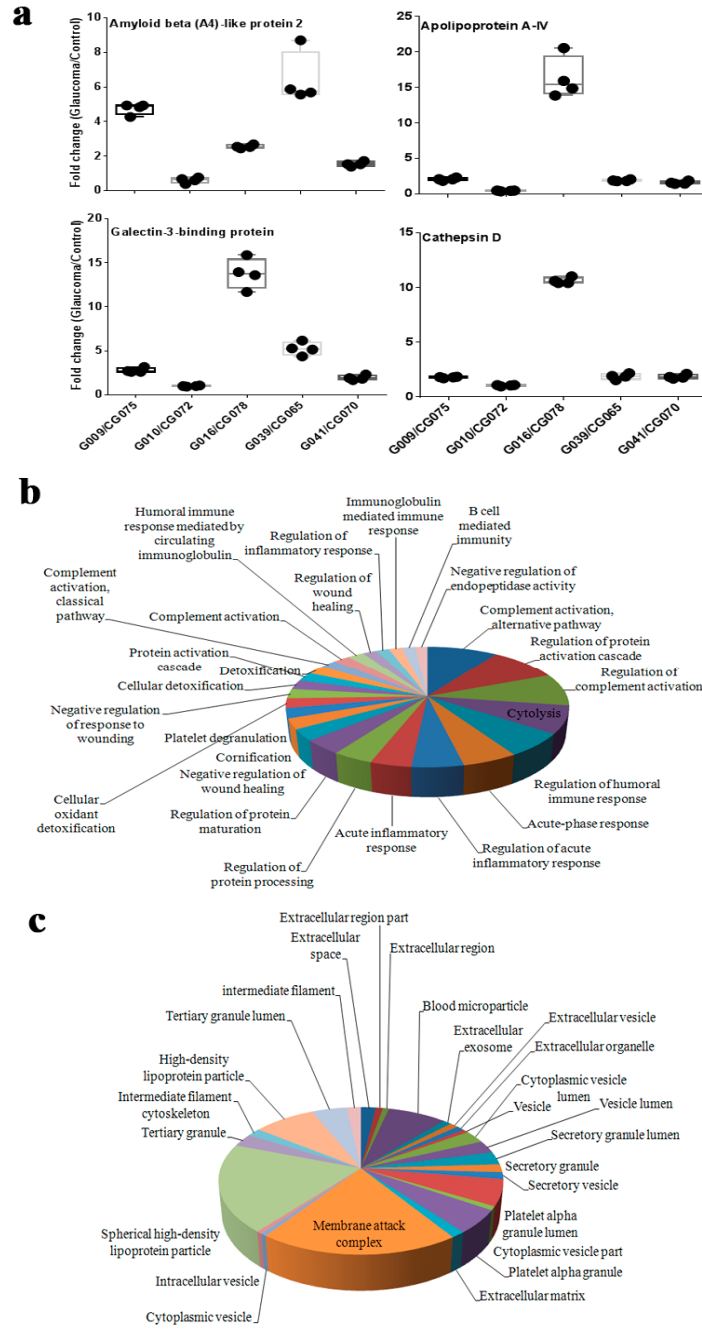 a
Amyloid beta (A4)-like protein 2
Fold change (Glaucoma/Control)
10
8
6
4
2
0
Apolipoprotein A-IV
25
20
15
10
5
0
Galectin-3-binding protein
Fold change (Glaucoma/Control)
20
15
10
5
0
G009/CG075
G010/CG072
G016/CG078
G039/CG065
G041/CG070
Cathepsin D
15
10
5
0
G009/CG075
G010/CG072
G016/CG078
G039/CG065
G041/CG070
b
Humoral immune
response mediated by
circulating
immunoglobulin
Immunoglobulin
mediated immune
response
B cell
mediated
immunity
Regulation of
inflammatory response
Negative regulation of
endopeptidase activity
Complement
activation,
classical
pathway
Regulation of
wound
healing
Complement activation,
alternative pathway
Complement activation
Regulation of protein
activation cascade
Protein activation
cascade
Detoxification
Regulation of
complement activation
Cellular detoxification
Cytolysis
Negative regulation
of response to
wounding
Platelet degranulation
Cornification
Negative regulation of
wound healing
Cellular
oxidant
detoxification
Regulation of protein
maturation
Regulation of
protein processing
Acute inflammatory
response
Regulation of humoral
immune response
Acute-phase response
Regulation of acute
inflammatory response
c
Extracellular region part
Extracellular
space
Extracellular region
intermediate filament
Blood microparticle
Tertiary granule lumen
Extracellular
exosome
Extracellular vesicle
Extracellular organelle
High-density
lipoprotein particle
Cytoplasmic vesicle
lumen
Intermediate filament
cytoskeleton
Vesicle
Vesicle lumen
Tertiary granule
Secretory granule lumen
Secretory granule
Secretory vesicle
Platelet alpha
granule lumen
Membrane attack
complex
Spherical high-density
lipoprotein particle
Cytoplasmic vesicle part
Platelet alpha granule
Intracellular vesicle
Extracellular matrix
Cytoplasmic vesicle